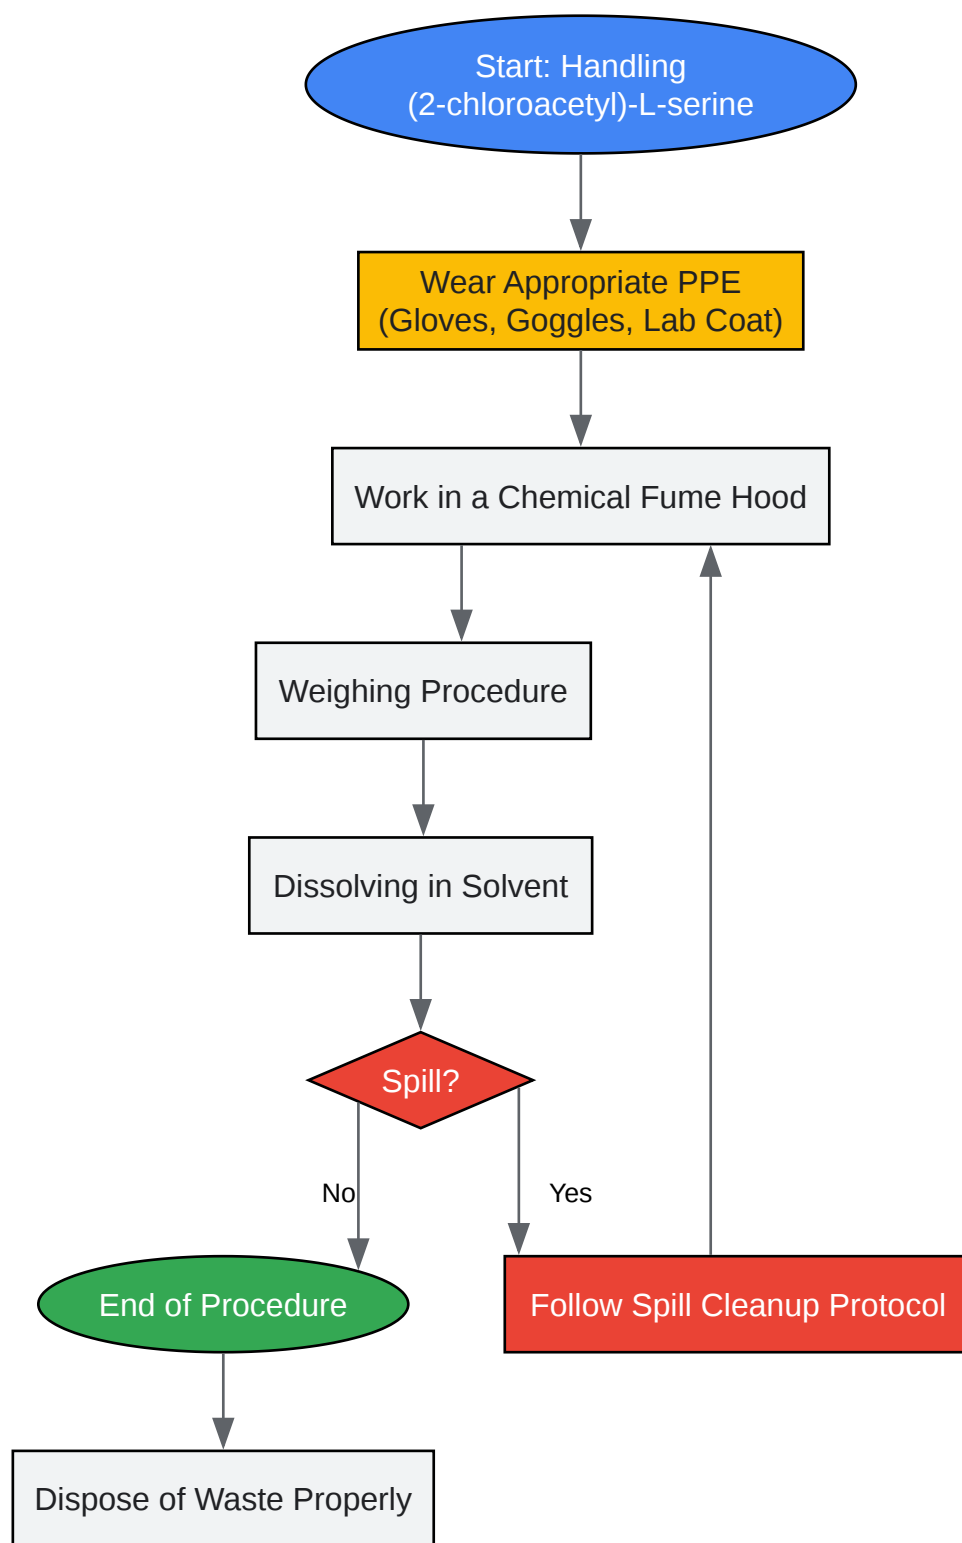 Start: Handling
(2-chloroacetyl)-L-serine
Wear Appropriate PPE
(Gloves, Goggles, Lab Coat)
Work in a Chemical Fume Hood
Weighing Procedure
Dissolving in Solvent
Spill?
No
Yes
End of Procedure
Follow Spill Cleanup Protocol
Dispose of Waste Properly